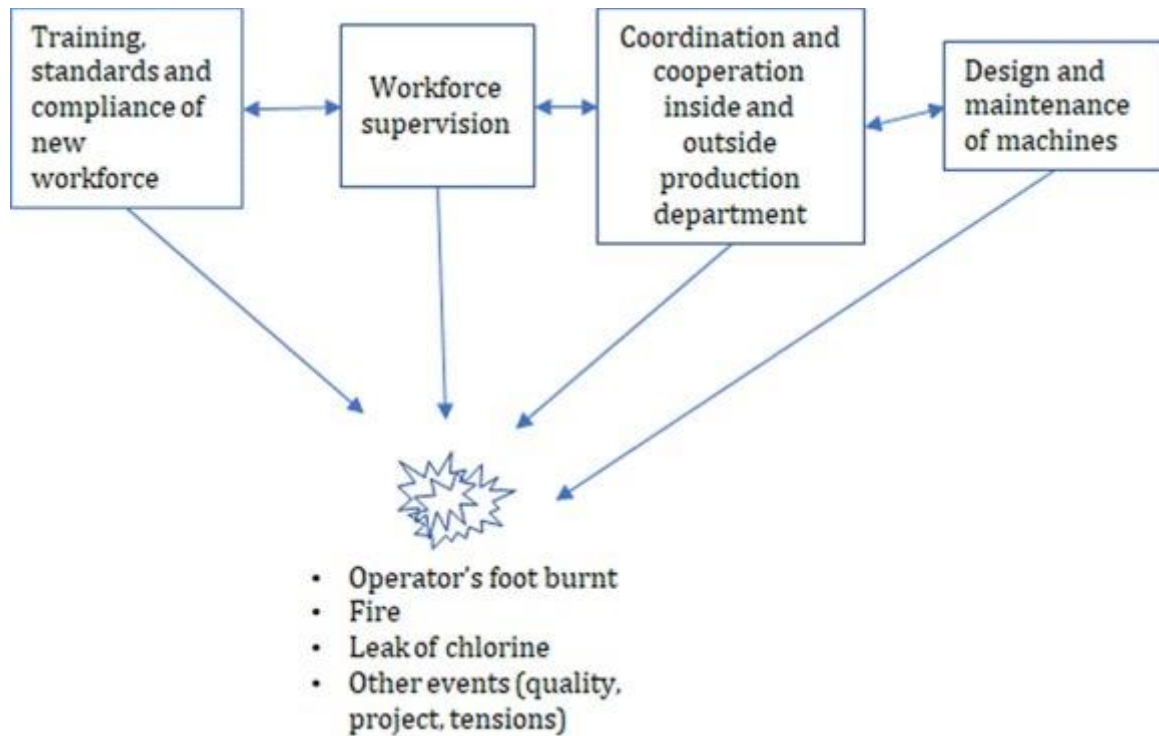 Training,
standards and
compliance of
new
workforce
Workforce
supervision
Coordination and
cooperation
inside and
outside
production
department
Design and
maintenance
of machines
• Operator's foot burnt
• Fire
• Leak of chlorine
• Other events (quality,
project, tensions)